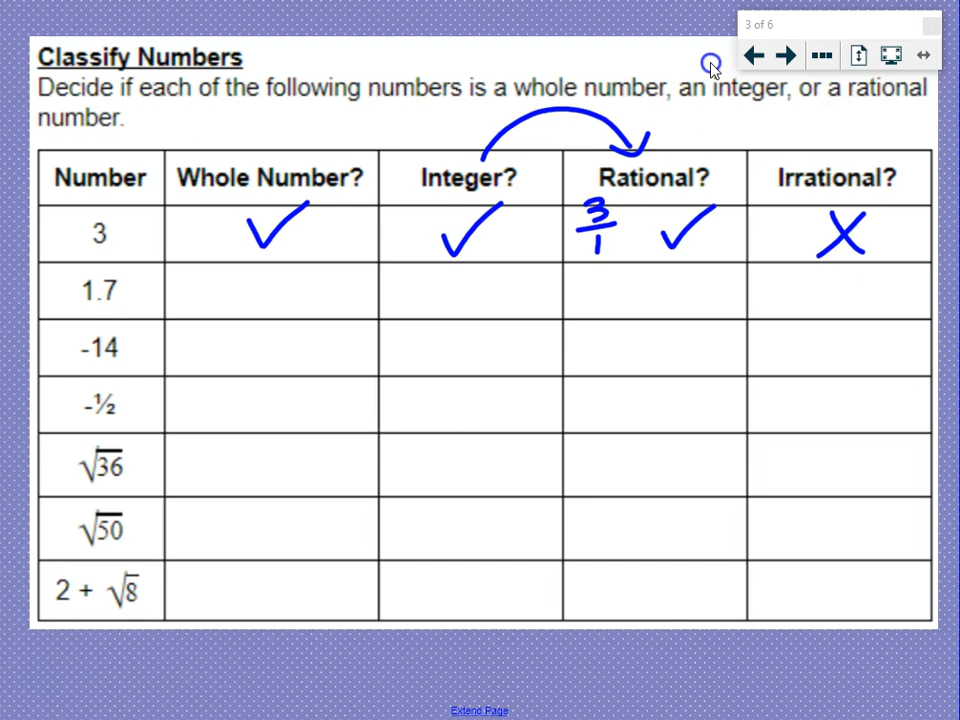 3 of 6
Classify Numbers
Decide if each of the following numbers is a whole number, an integer, or a rational
number.
Number Whole Number? Integer? Rational? Irrational?
3 ✓ ✓ 3/1 ✓ X
1.7
-14
-½
√36
√50
2 + √8
Extend Page